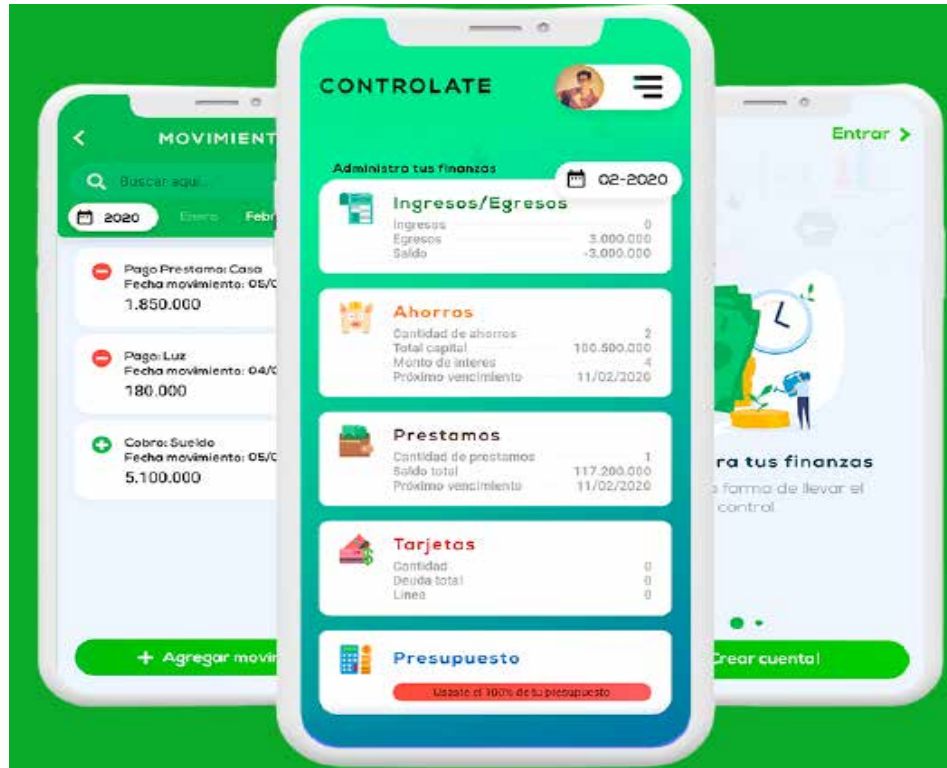 MOVIMIENT
Buscar aqui...
2020 Enero Febr
Pago Prestamo: Casa
Fecha movimiento: 05/0
1.850.000
Pago: Luz
Fecha movimiento: 04/0
180.000
Cobro: Sueldo
Fecha movimiento: 05/0
5.100.000
+ Agregar movir
CONTROLATE
Administra tus finanzas
02-2020
Ingresos/Egresos
Ingresos 0
Egresos 3.000.000
Saldo -3.000.000
Ahorros
Cantidad de ahorros 2
Total capital 100.500.000
Monto de interes 4
Próximo vencimiento 11/02/2020
Prestamos
Cantidad de prestamos 1
Saldo total 117.200.000
Próximo vencimiento 11/02/2020
Tarjetas
Cantidad 0
Deuda total 0
Linea 0
Presupuesto
Usaste el 100% de tu presupuesto
Entrar >
ra tus finanzas
forma de llevar el
control
Crear cuenta!